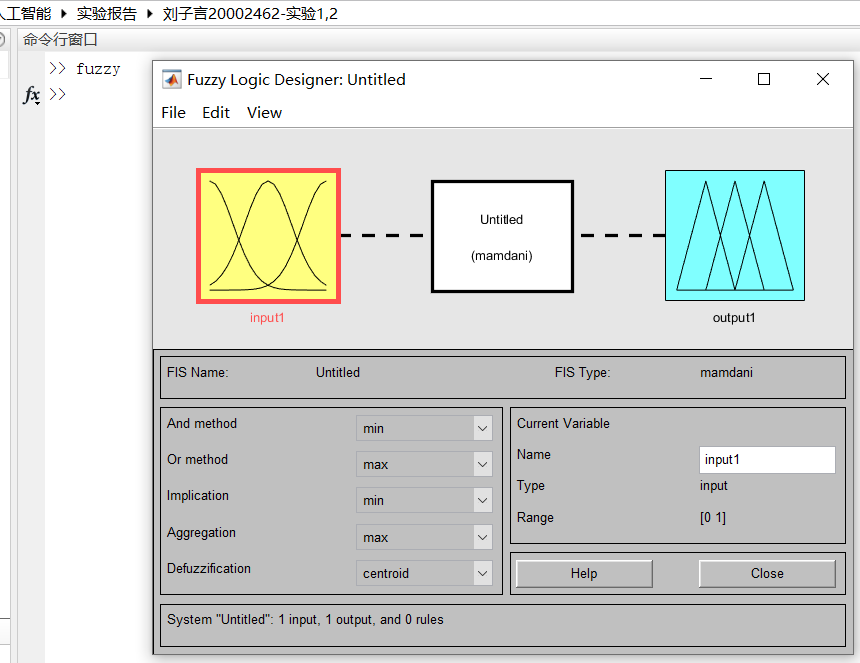 人工智能 ▸ 实验报告 ▸ 刘子言20002462-实验1,2
命令行窗口
>> fuzzy
fx >>
Fuzzy Logic Designer: Untitled
File Edit View
Untitled
(mamdani)
input1
output1
FIS Name: Untitled FIS Type: mamdani
And method min
Or method max
Implication min
Aggregation max
Defuzzification centroid
Current Variable
Name input1
Type input
Range [0 1]
Help Close
System "Untitled": 1 input, 1 output, and 0 rules